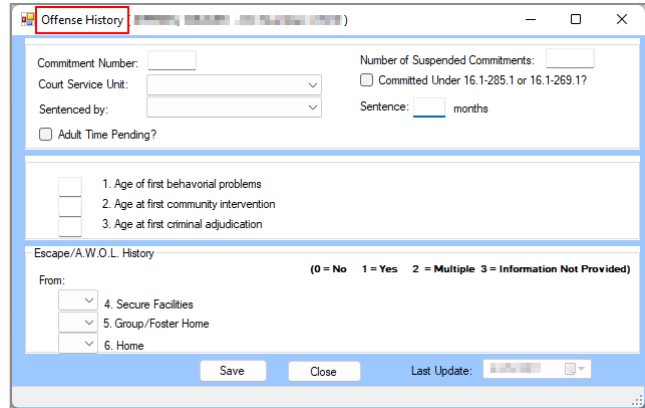 Offense History
Commitment Number:
Number of Suspended Commitments:
Court Service Unit:
Committed Under 16.1-285.1 or 16.1-269.1?
Sentenced by:
Sentence: months
Adult Time Pending?
1. Age of first behavorial problems
2. Age at first community intervention
3. Age at first criminal adjudication
Escape/A.W.O.L. History
(0 = No 1 = Yes 2 = Multiple 3 = Information Not Provided)
From:
4. Secure Facilities
5. Group/Foster Home
6. Home
Save Close Last Update: